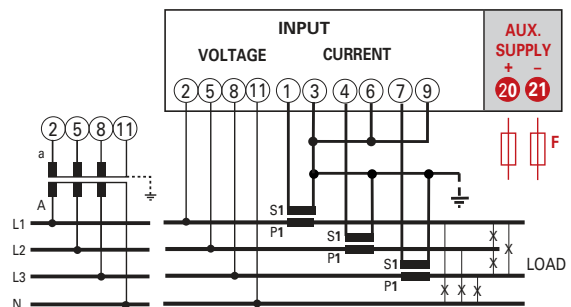 INPUT
VOLTAGE CURRENT
AUX.
SUPPLY
+ −
2 5 8 11 1 3 4 6 7 9
20 21
2 5 8 11
F
a
A
S1
P1
S1
P1
S1
P1
L1
L2
L3
N
X
X X
X
X X X
LOAD